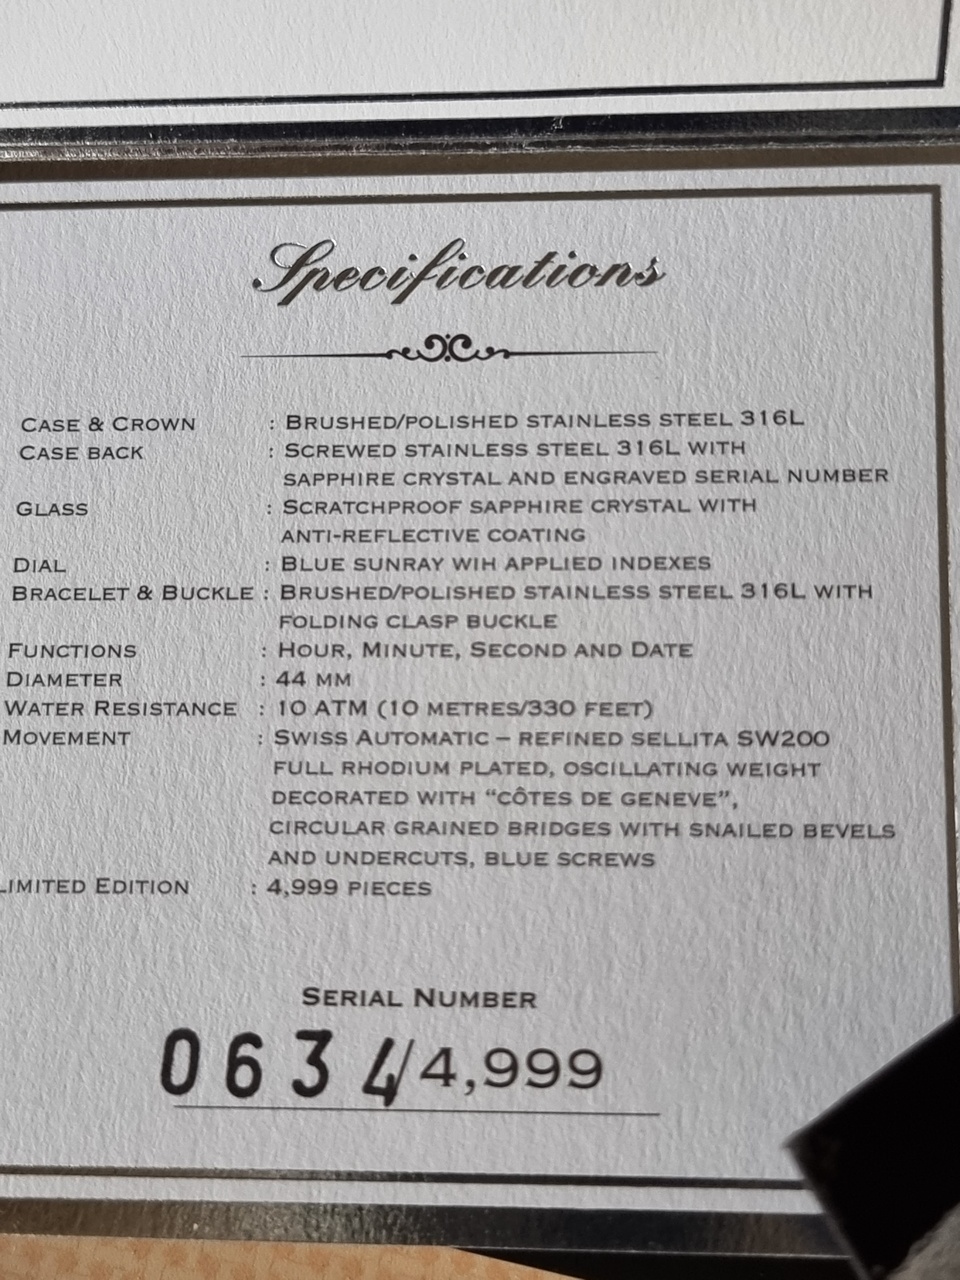 Specifications
CASE & CROWN : BRUSHED/POLISHED STAINLESS STEEL 316L
CASE BACK : SCREWED STAINLESS STEEL 316L WITH
SAPPHIRE CRYSTAL AND ENGRAVED SERIAL NUMBER
GLASS : SCRATCHPROOF SAPPHIRE CRYSTAL WITH
ANTI-REFLECTIVE COATING
DIAL : BLUE SUNRAY WIH APPLIED INDEXES
BRACELET & BUCKLE : BRUSHED/POLISHED STAINLESS STEEL 316L WITH
FOLDING CLASP BUCKLE
FUNCTIONS : HOUR, MINUTE, SECOND AND DATE
DIAMETER : 44 MM
WATER RESISTANCE : 10 ATM (10 METRES/330 FEET)
MOVEMENT : SWISS AUTOMATIC – REFINED SELLITA SW200
FULL RHODIUM PLATED, OSCILLATING WEIGHT
DECORATED WITH “CÔTES DE GENEVE”,
CIRCULAR GRAINED BRIDGES WITH SNAILED BEVELS
AND UNDERCUTS, BLUE SCREWS
LIMITED EDITION : 4,999 PIECES
SERIAL NUMBER
0634/4,999